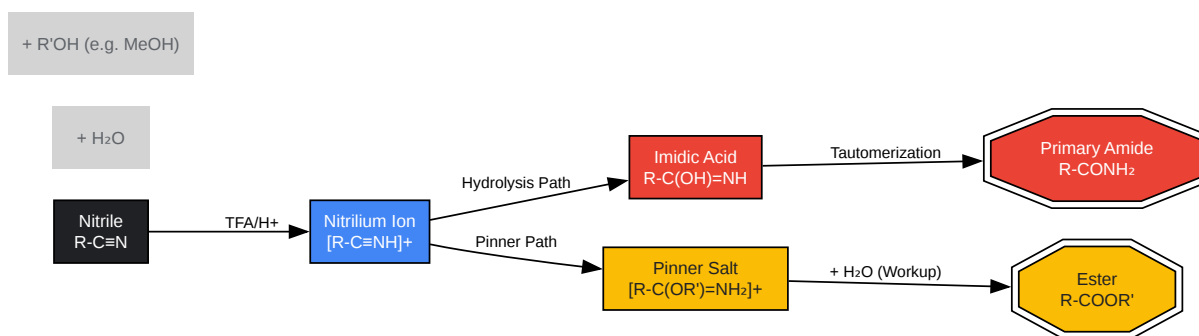 + R'OH (e.g. MeOH)
+ H₂O
Nitrile
R-C≡N
TFA/H+
Nitrilium Ion
[R-C≡NH]+
Hydrolysis Path
Pinner Path
Imidic Acid
R-C(OH)=NH
Pinner Salt
[R-C(OR')=NH₂]+
Tautomerization
+ H₂O (Workup)
Primary Amide
R-CONH₂
Ester
R-COOR'